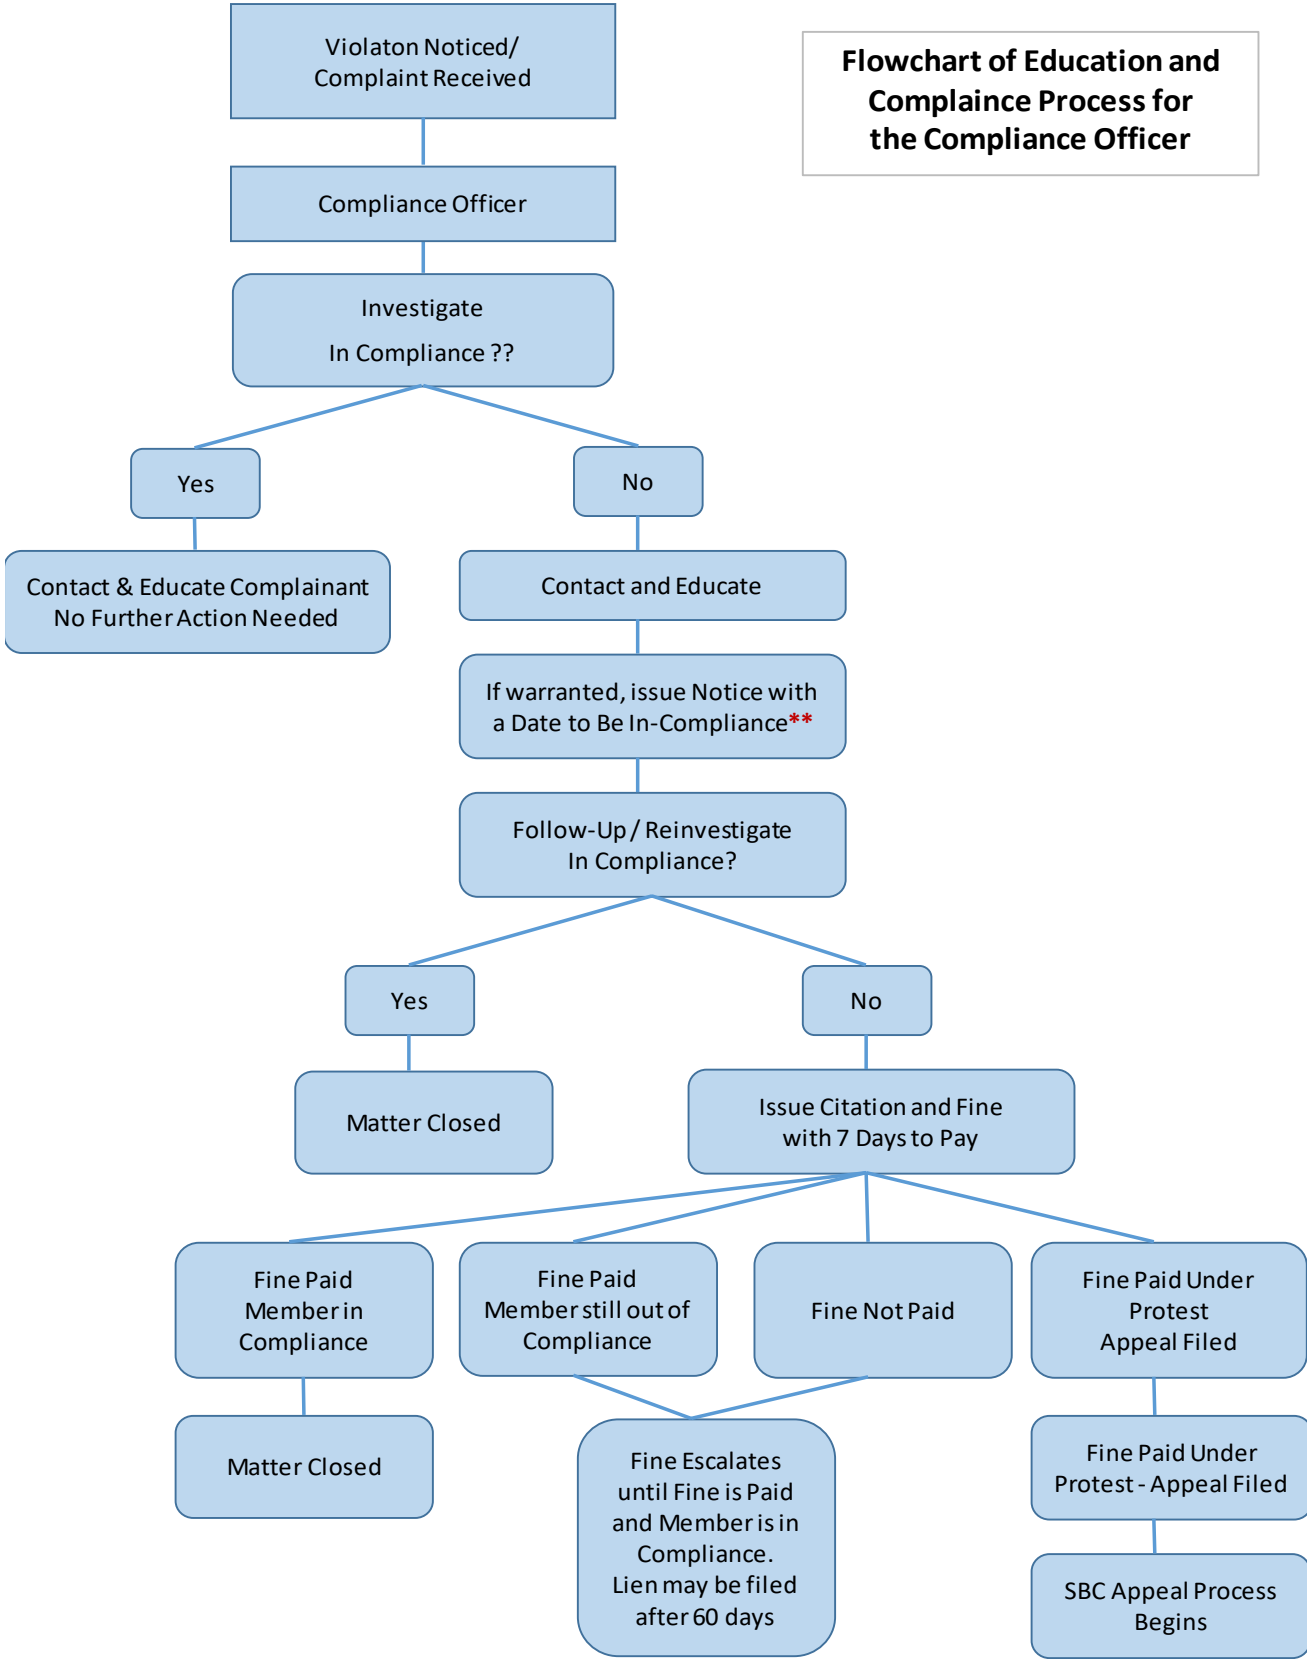 Violaton Noticed/
Complaint Received
Flowchart of Education and
Complaince Process for
the Compliance Officer
Compliance Officer
Investigate
In Compliance ??
Yes
No
Contact & Educate Complainant
No Further Action Needed
Contact and Educate
If warranted, issue Notice with
a Date to Be In-Compliance**
Follow-Up / Reinvestigate
In Compliance?
Yes
No
Matter Closed
Issue Citation and Fine
with 7 Days to Pay
Fine Paid
Member in
Compliance
Fine Paid
Member still out of
Compliance
Fine Not Paid
Fine Paid Under
Protest
Appeal Filed
Matter Closed
Fine Escalates
until Fine is Paid
and Member is in
Compliance.
Lien may be filed
after 60 days
Fine Paid Under
Protest - Appeal Filed
SBC Appeal Process
Begins